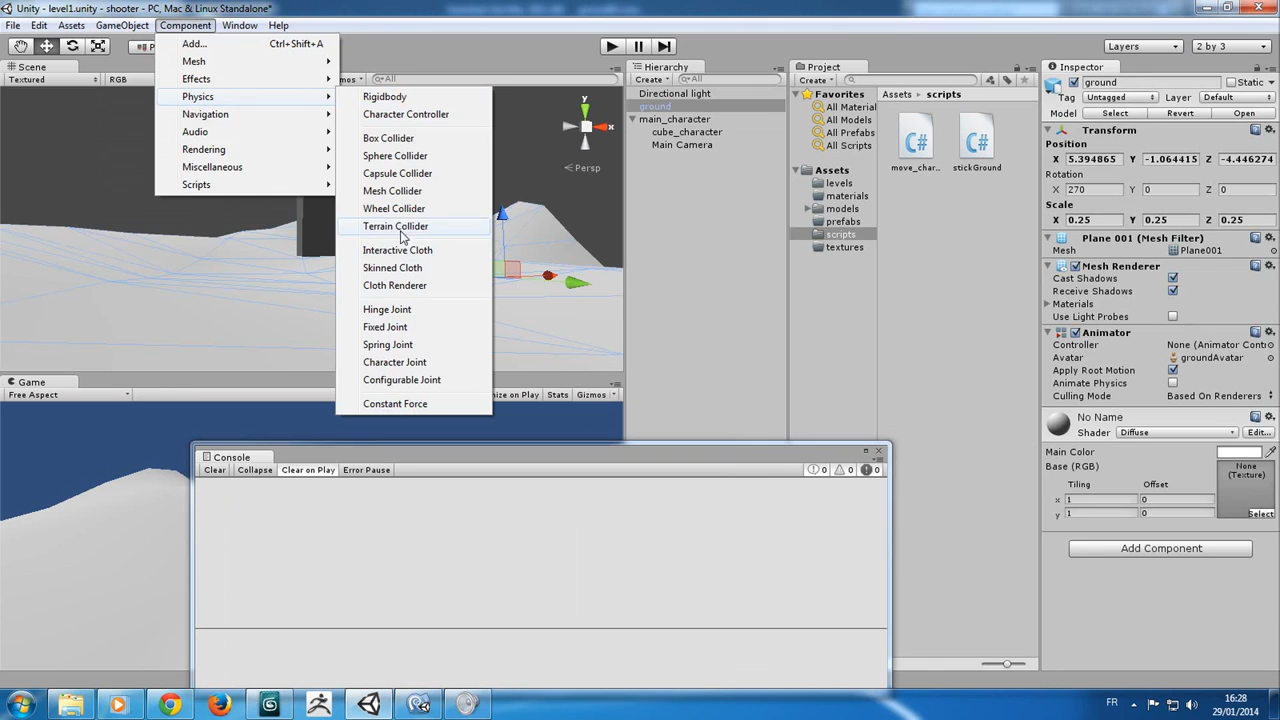 Unity - level1.unity - shooter - PC, Mac & Linux Standalone*
File Edit Assets GameObject Component Window Help
Layers 2 by 3
Add... Ctrl+Shift+A
Mesh
Effects
Physics
Navigation
Audio
Rendering
Miscellaneous
Scripts
Rigidbody
Character Controller
Box Collider
Sphere Collider
Capsule Collider
Mesh Collider
Wheel Collider
Terrain Collider
Interactive Cloth
Skinned Cloth
Cloth Renderer
Hinge Joint
Fixed Joint
Spring Joint
Character Joint
Configurable Joint
Constant Force
Scene
Textured RGB All
y
x
Persp
Game
Free Aspect Stats Gizmos
Hierarchy
Create All
Directional light
ground
main_character
cube_character
Main Camera
Project
Create
Favorites
All Material
All Models
All Prefabs
All Scripts
Assets
levels
materials
models
prefabs
scripts
textures
Assets scripts
C# C#
move_char... stickGround
Inspector
ground Static
Tag Untagged Layer Default
Model Select Revert Open
Transform
Position
X 5.394865 Y -1.064415 Z -4.446274
Rotation
X 270 Y 0 Z 0
Scale
X 0.25 Y 0.25 Z 0.25
Plane 001 (Mesh Filter)
Mesh Plane001
Mesh Renderer
Cast Shadows
Receive Shadows
Materials
Use Light Probes
Animator
Controller None (Animator Contr
Avatar groundAvatar
Apply Root Motion
Animate Physics
Culling Mode Based On Renderers
No Name
Shader Diffuse Edit...
Main Color
Base (RGB)
None
(Texture)
Tiling Offset
x 1 0
y 1 0
Select
Add Component
Console
Clear Collapse Clear on Play Error Pause 0 0 0
FR
16:28
29/01/2014